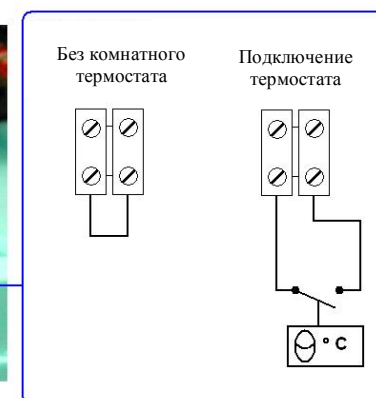 Без комнатного
термостата
Подключение
термостата
° C